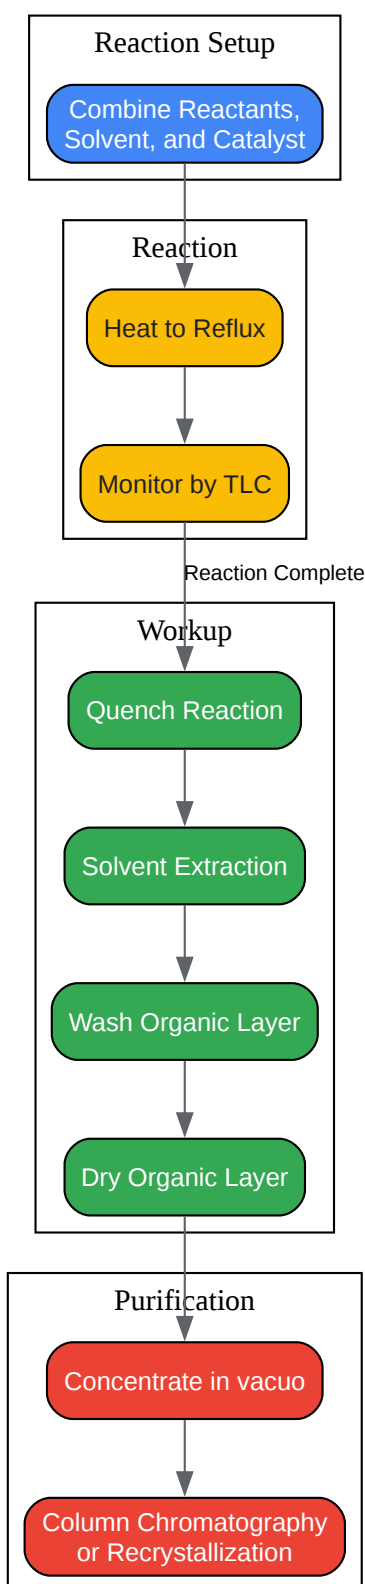 Reaction Setup
Combine Reactants,
Solvent, and Catalyst
Reaction
Heat to Reflux
Monitor by TLC
Reaction Complete
Workup
Quench Reaction
Solvent Extraction
Wash Organic Layer
Dry Organic Layer
Purification
Concentrate in vacuo
Column Chromatography
or Recrystallization